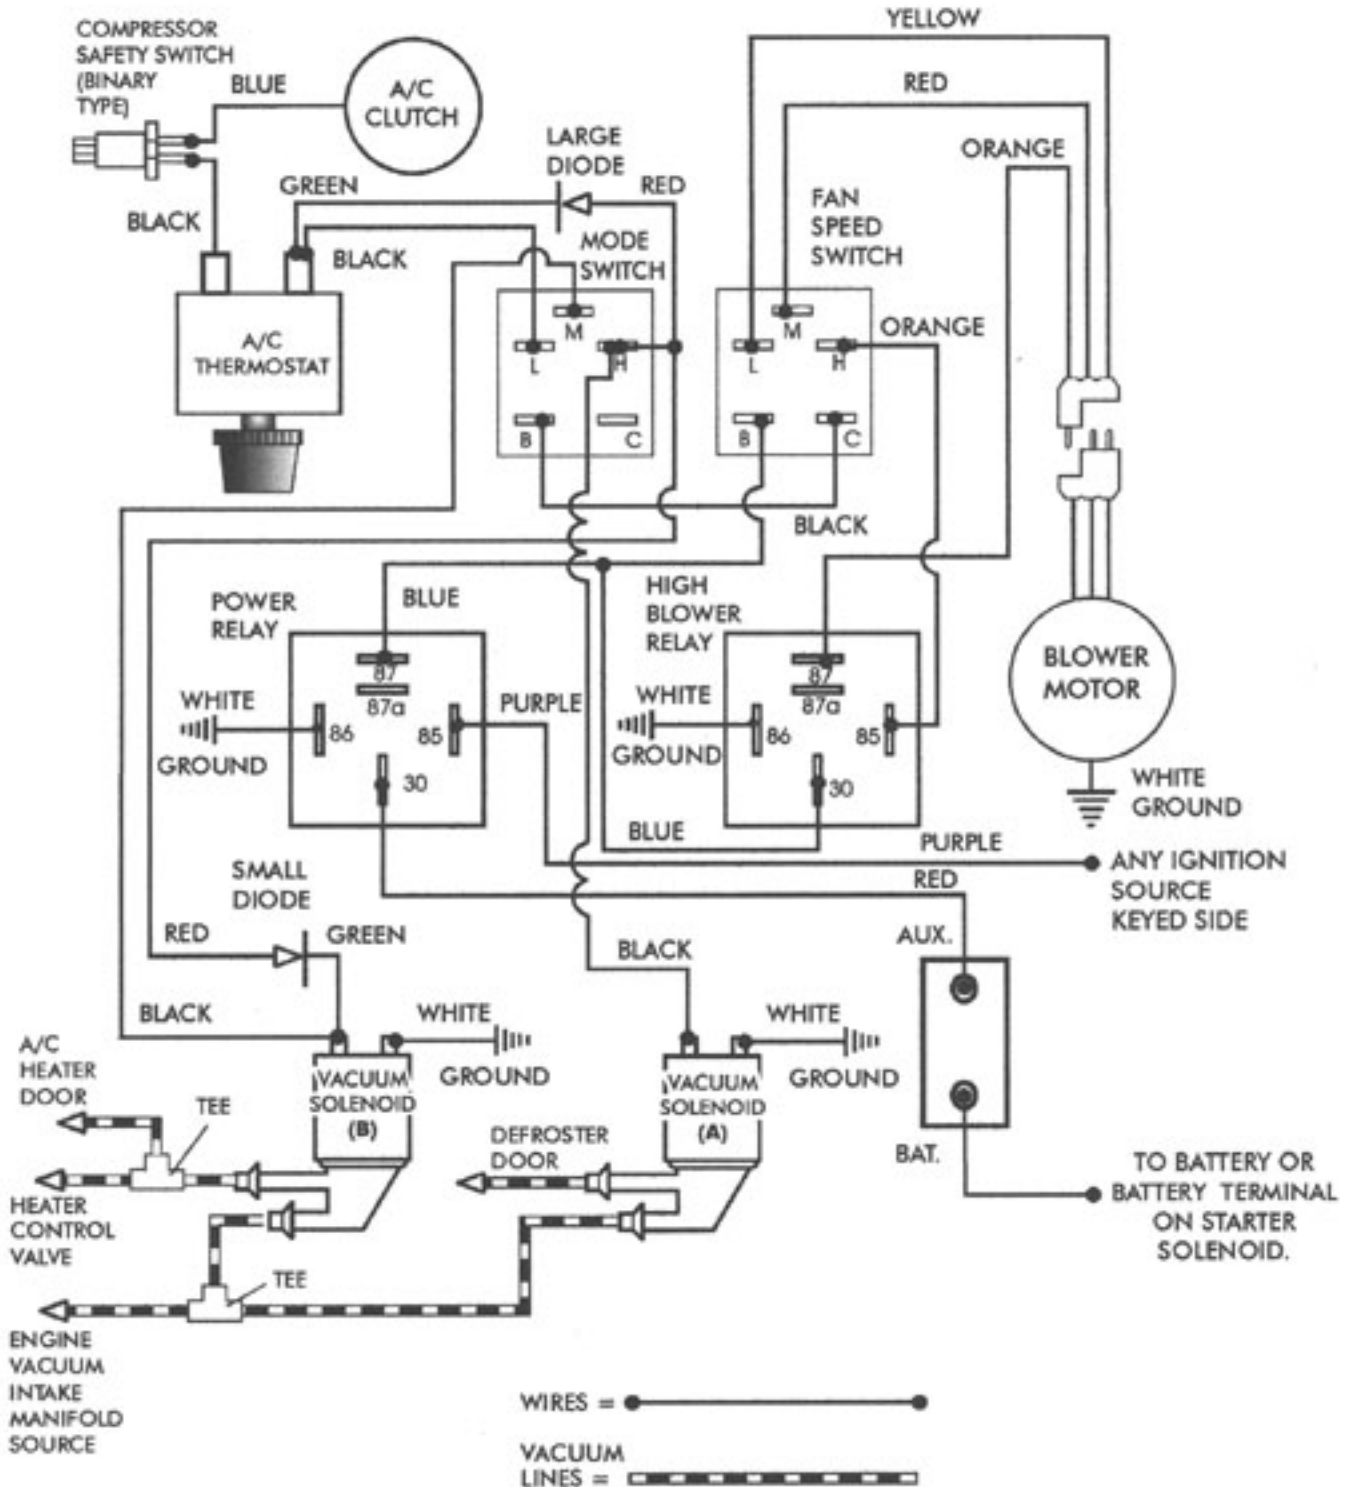 COMPRESSOR
SAFETY SWITCH
(BINARY
TYPE)
BLUE
A/C
CLUTCH
YELLOW
RED
ORANGE
LARGE
DIODE
GREEN
RED
BLACK
BLACK
MODE
SWITCH
FAN
SPEED
SWITCH
ORANGE
A/C
THERMOSTAT
M
L
H
B
C
M
L
H
B
C
BLACK
BLUE
POWER
RELAY
HIGH
BLOWER
RELAY
BLOWER
MOTOR
87
87a
86
85
30
WHITE
GROUND
PURPLE
87
87a
86
85
30
WHITE
GROUND
WHITE
GROUND
BLUE
PURPLE
ANY IGNITION
SOURCE
KEYED SIDE
RED
SMALL
DIODE
RED
GREEN
BLACK
AUX.
BLACK
WHITE
GROUND
WHITE
GROUND
A/C
HEATER
DOOR
TEE
VACUUM
SOLENOID
(B)
VACUUM
SOLENOID
(A)
DEFROSTER
DOOR
BAT.
TO BATTERY OR
BATTERY TERMINAL
ON STARTER
SOLENOID.
HEATER
CONTROL
VALVE
TEE
ENGINE
VACUUM
INTAKE
MANIFOLD
SOURCE
WIRES =
VACUUM
LINES =